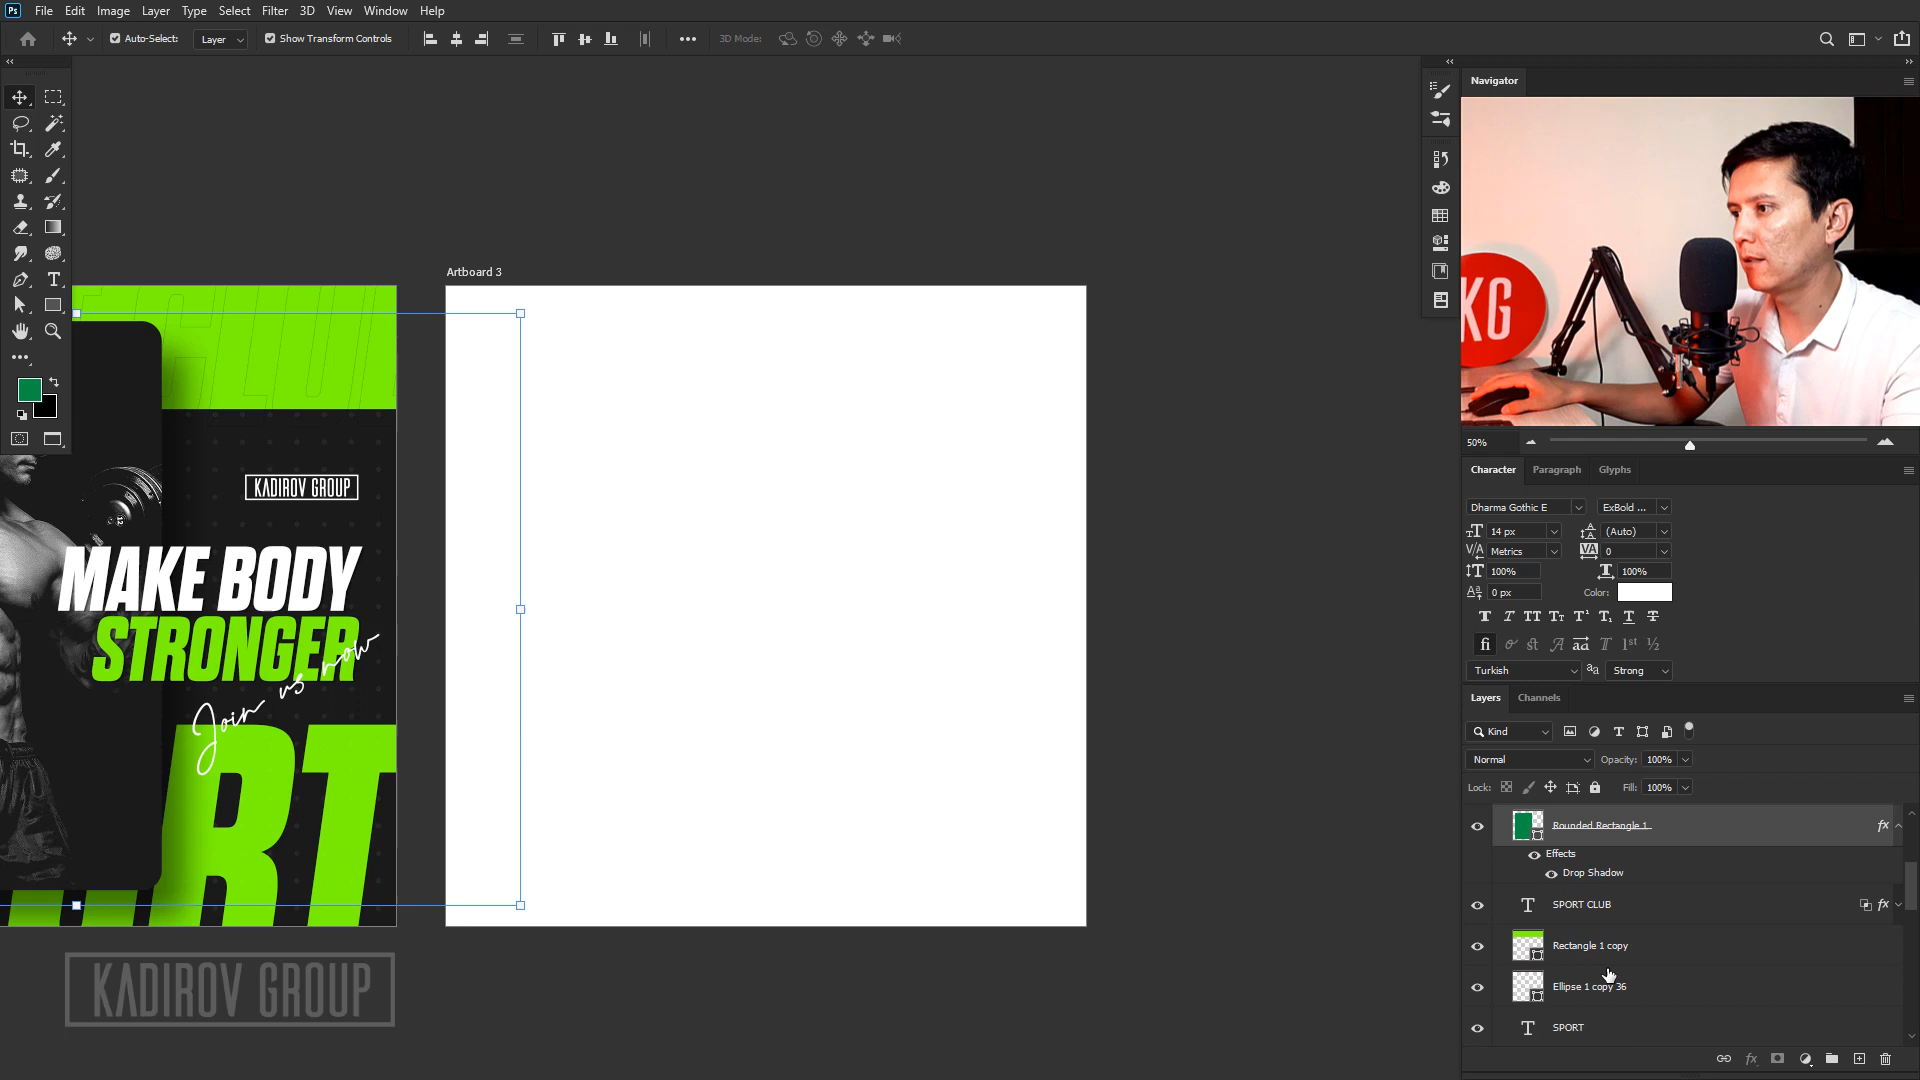 Ps File Edit Image Layer Type Select Filter 3D View Window Help
Auto-Select: Layer Show Transform Controls 3D Mode:
Navigator
KG
50%
Character Paragraph Glyphs
Dharma Gothic E ExBold ...
14 px (Auto)
Metrics 0
100% 100%
0 px Color:
Turkish aa Strong
Layers Channels
Kind
Normal Opacity: 100%
Lock: Fill: 100%
Rounded Rectangle 1
Effects
Drop Shadow
SPORT CLUB
Rectangle 1 copy
Ellipse 1 copy 36
SPORT
Artboard 3
KADIROV GROUP
MAKE BODY
STRONGER
Join us now
RT
KADIROV GROUP